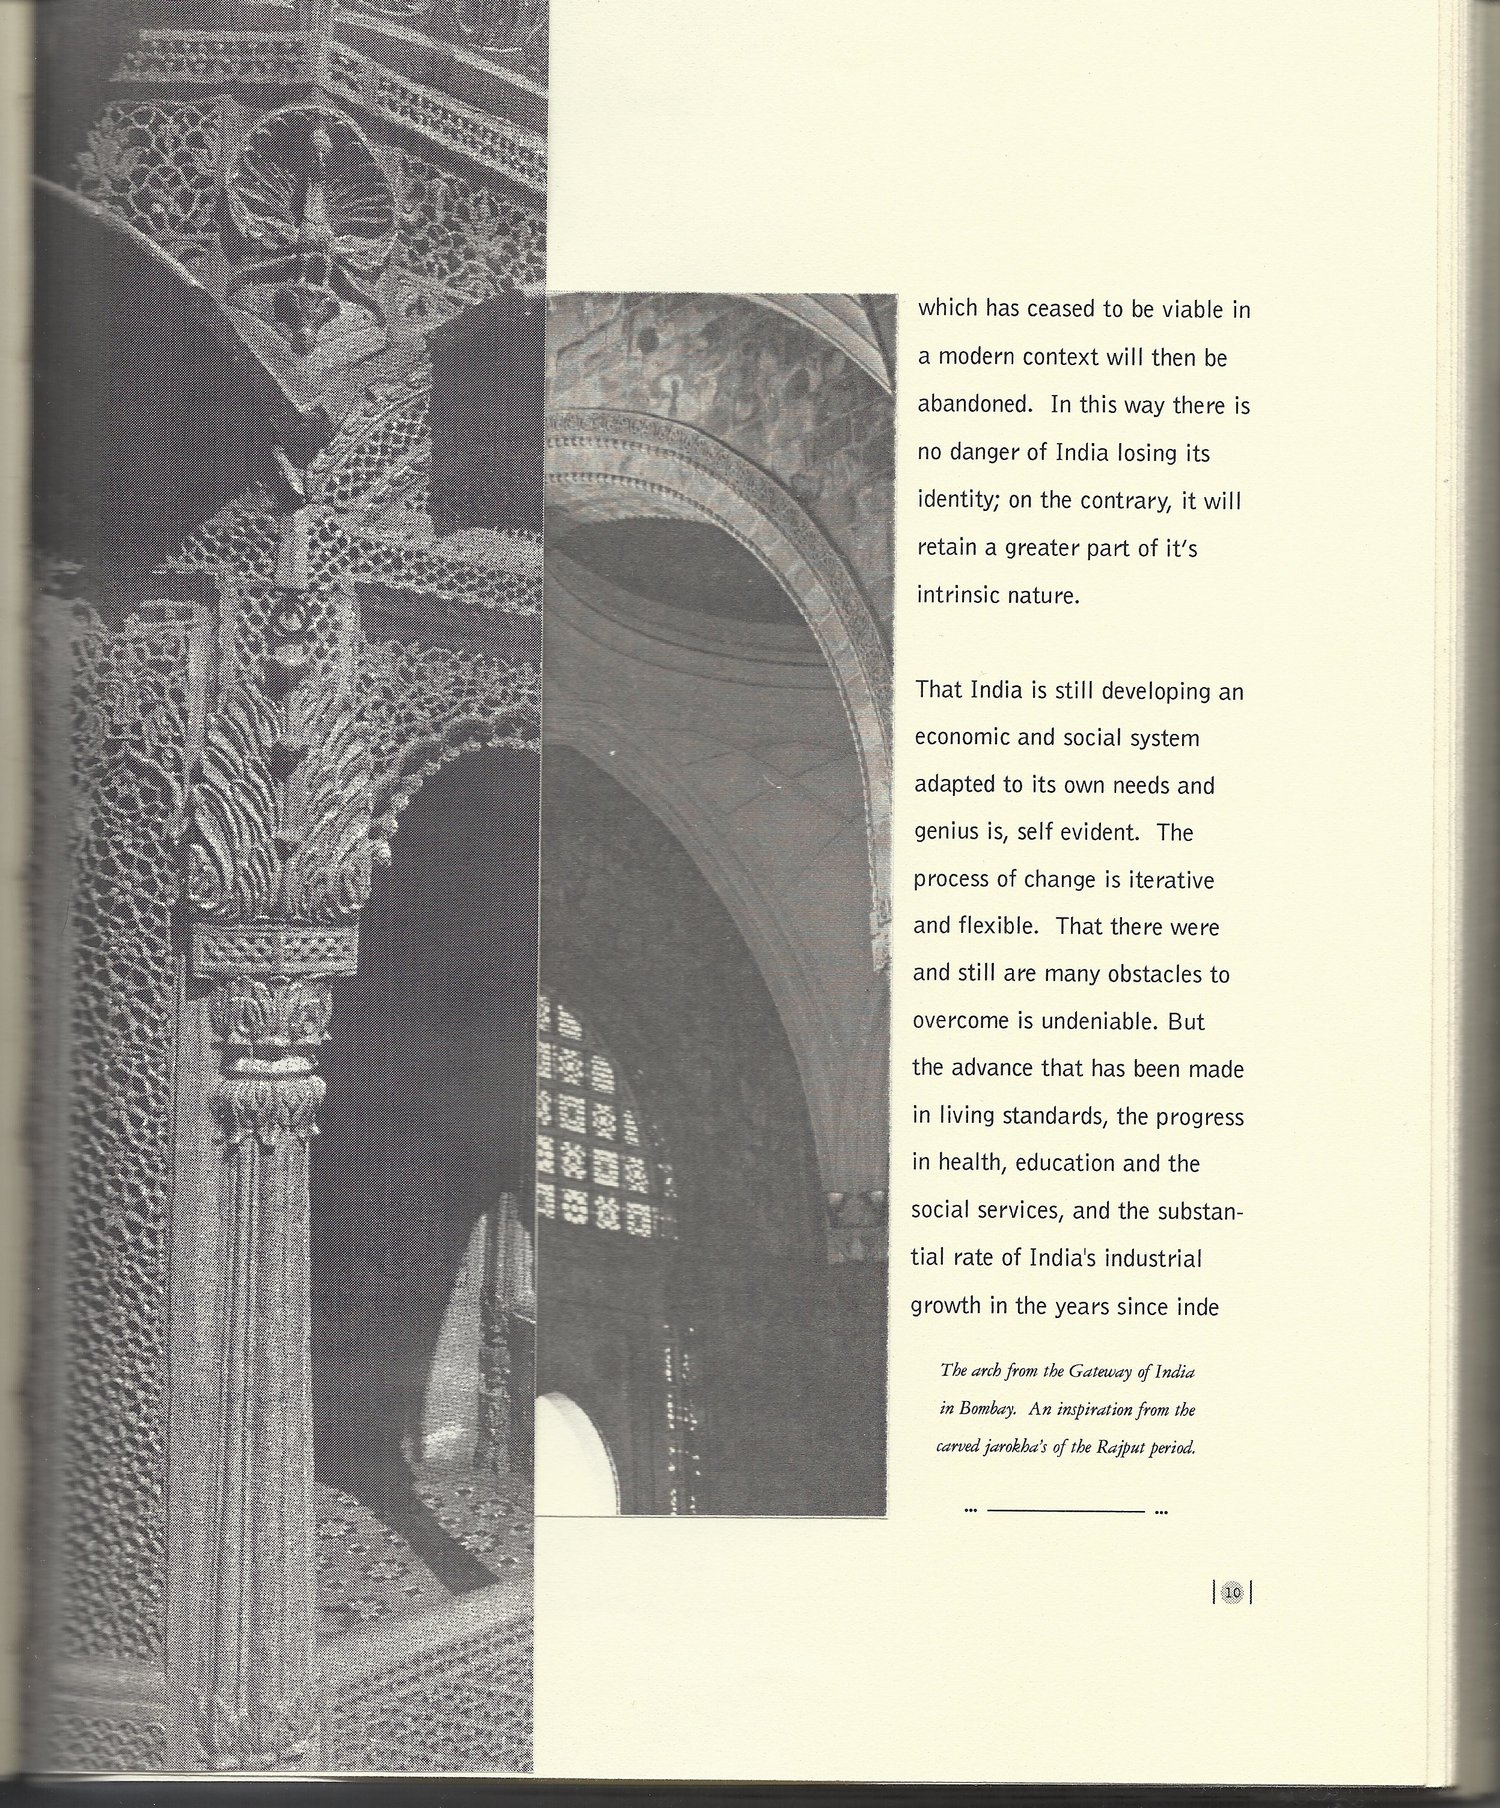 which has ceased to be viable in
a modern context will then be
abandoned.  In this way there is
no danger of India losing its
identity; on the contrary, it will
retain a greater part of it's
intrinsic nature.
That India is still developing an
economic and social system
adapted to its own needs and
genius is, self evident.  The
process of change is iterative
and flexible.  That there were
and still are many obstacles to
overcome is undeniable. But
the advance that has been made
in living standards, the progress
in health, education and the
social services, and the substan-
tial rate of India's industrial
growth in the years since inde
The arch from the Gateway of India
in Bombay.  An inspiration from the
carved jarokha's of the Rajput period.
10